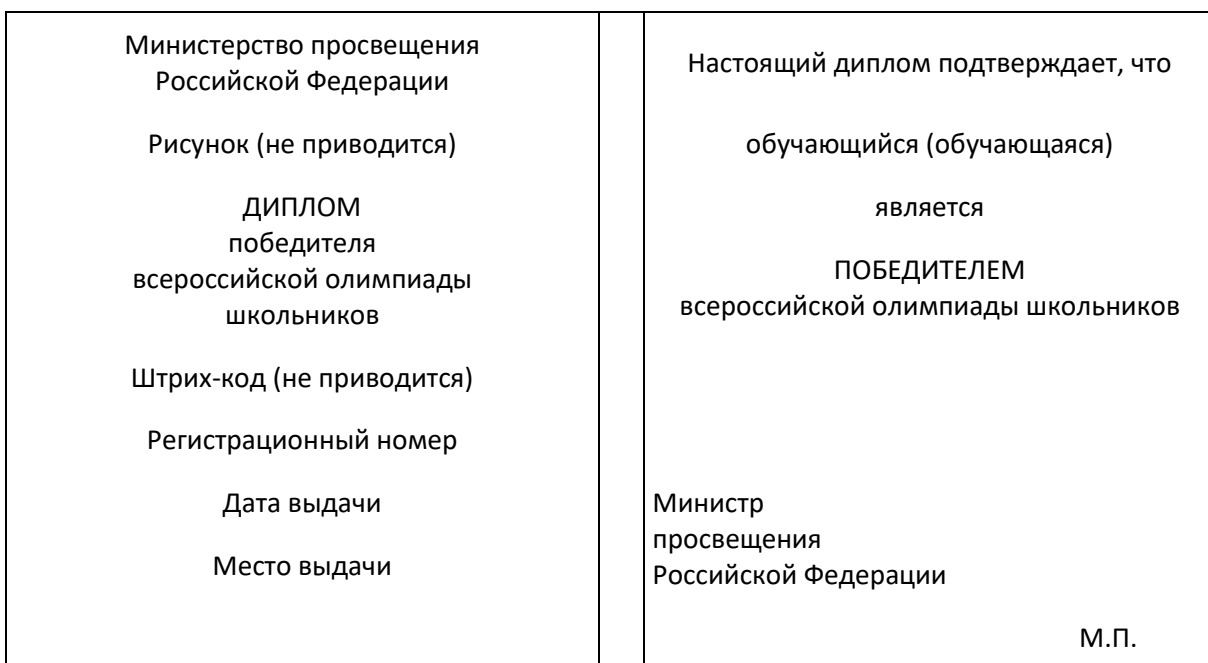 Министерство просвещения
Российской Федерации
Рисунок (не приводится)
ДИПЛОМ
победителя
всероссийской олимпиады
школьников
Штрих-код (не приводится)
Регистрационный номер
Дата выдачи
Место выдачи
Настоящий диплом подтверждает, что
обучающийся (обучающаяся)
является
ПОБЕДИТЕЛЕМ
всероссийской олимпиады школьников
Министр
просвещения
Российской Федерации
М.П.